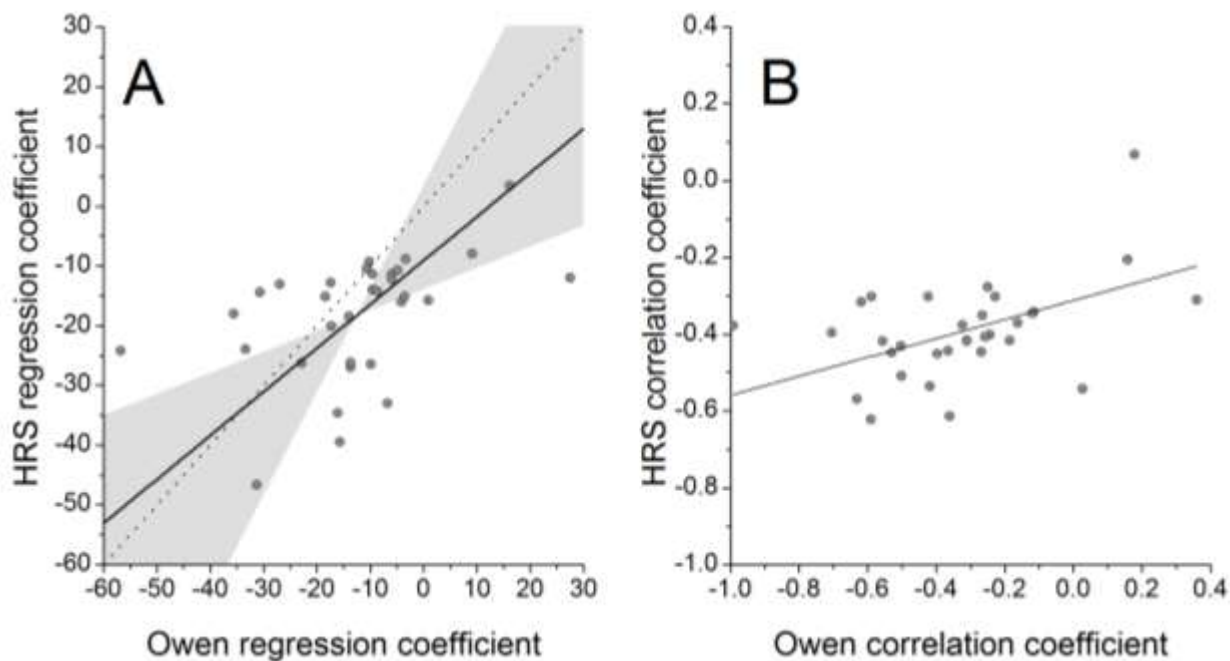 A
HRS regression coefficient
30
20
10
0
-10
-20
-30
-40
-50
-60
-60 -50 -40 -30 -20 -10 0 10 20 30
Owen regression coefficient
B
HRS correlation coefficient
0.4
0.2
0.0
-0.2
-0.4
-0.6
-0.8
-1.0
-1.0 -0.8 -0.6 -0.4 -0.2 0.0 0.2 0.4
Owen correlation coefficient